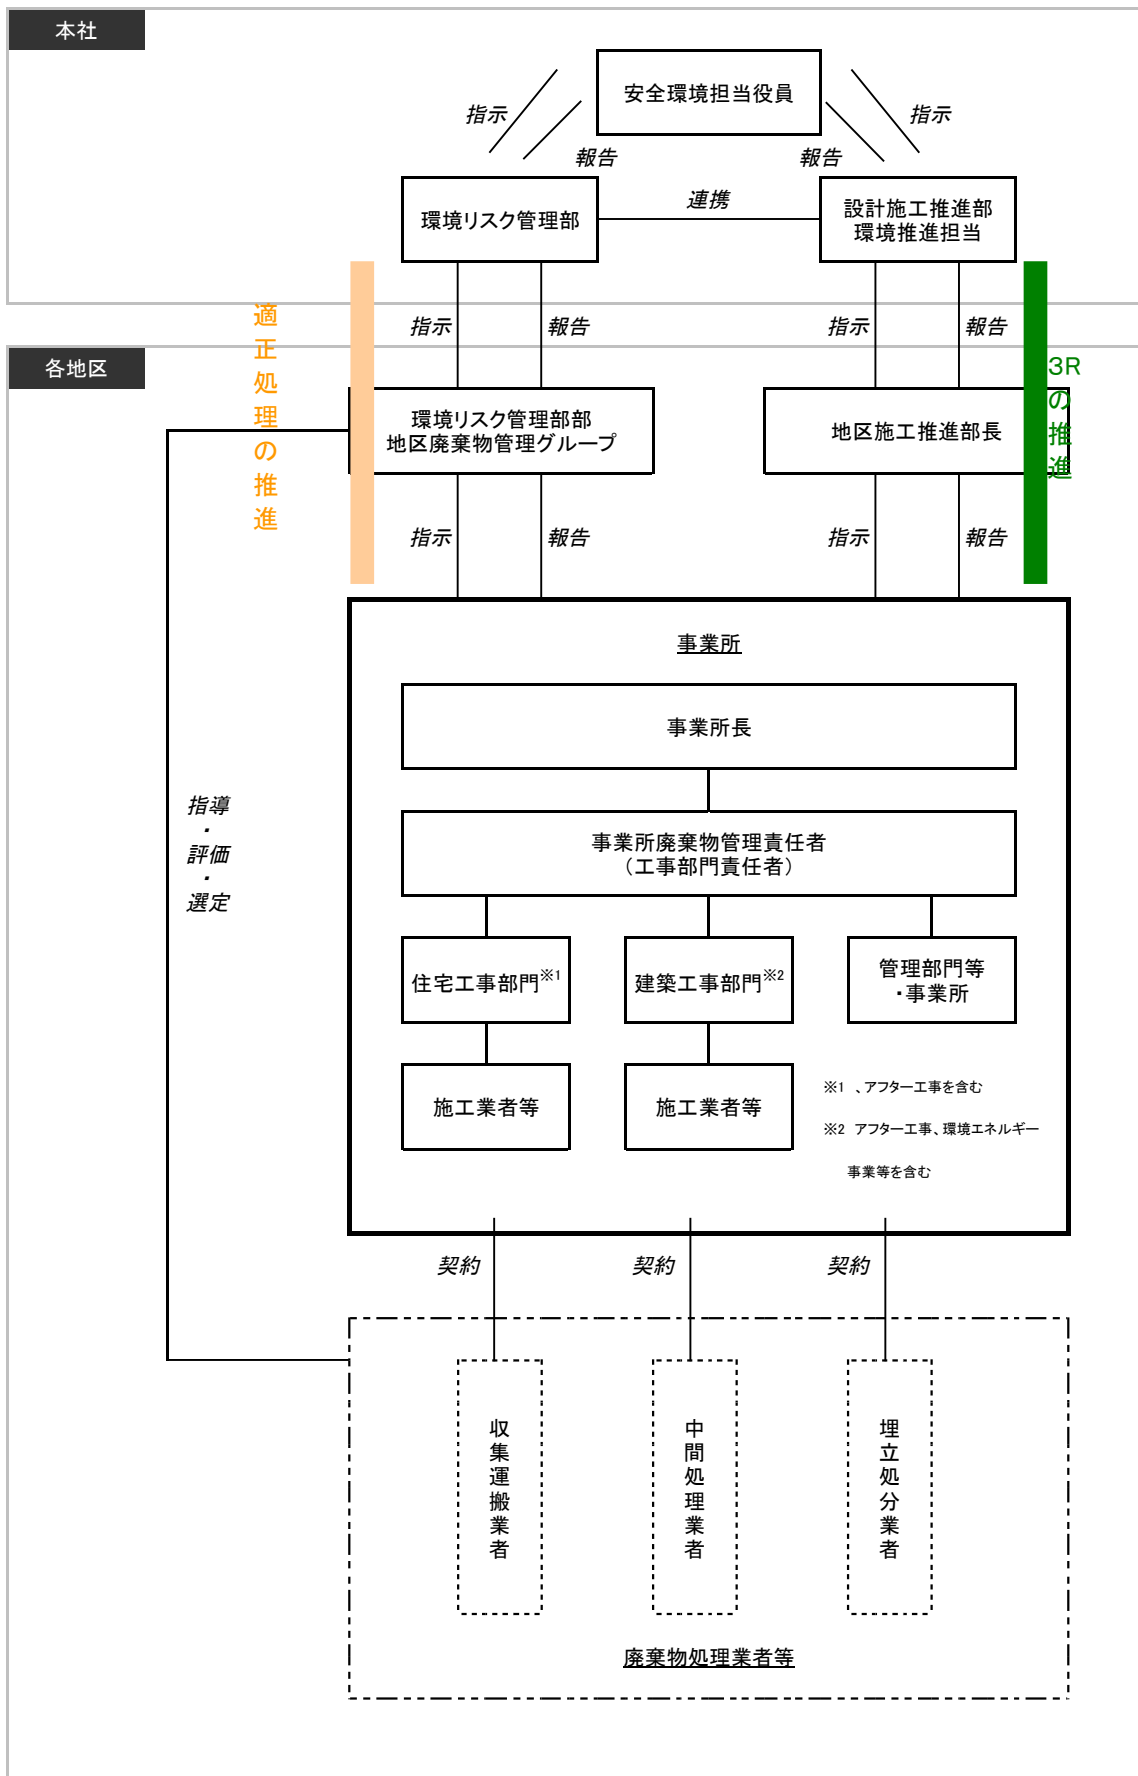 本社
安全環境担当役員
指示
指示
報告
報告
環境リスク管理部
連携
設計施工推進部
環境推進担当
適正処理の推進
指示
報告
指示
報告
各地区
3Rの推進
環境リスク管理部部
地区廃棄物管理グループ
地区施工推進部長
指示
報告
指示
報告
事業所
事業所長
指導
・
評価
・
選定
事業所廃棄物管理責任者
（工事部門責任者）
住宅工事部門※1
建築工事部門※2
管理部門等
・事業所
施工業者等
施工業者等
※1 、アフター工事を含む
※2 アフター工事、環境エネルギー
事業等を含む
契約
契約
契約
収集運搬業者
中間処理業者
埋立処分業者
廃棄物処理業者等